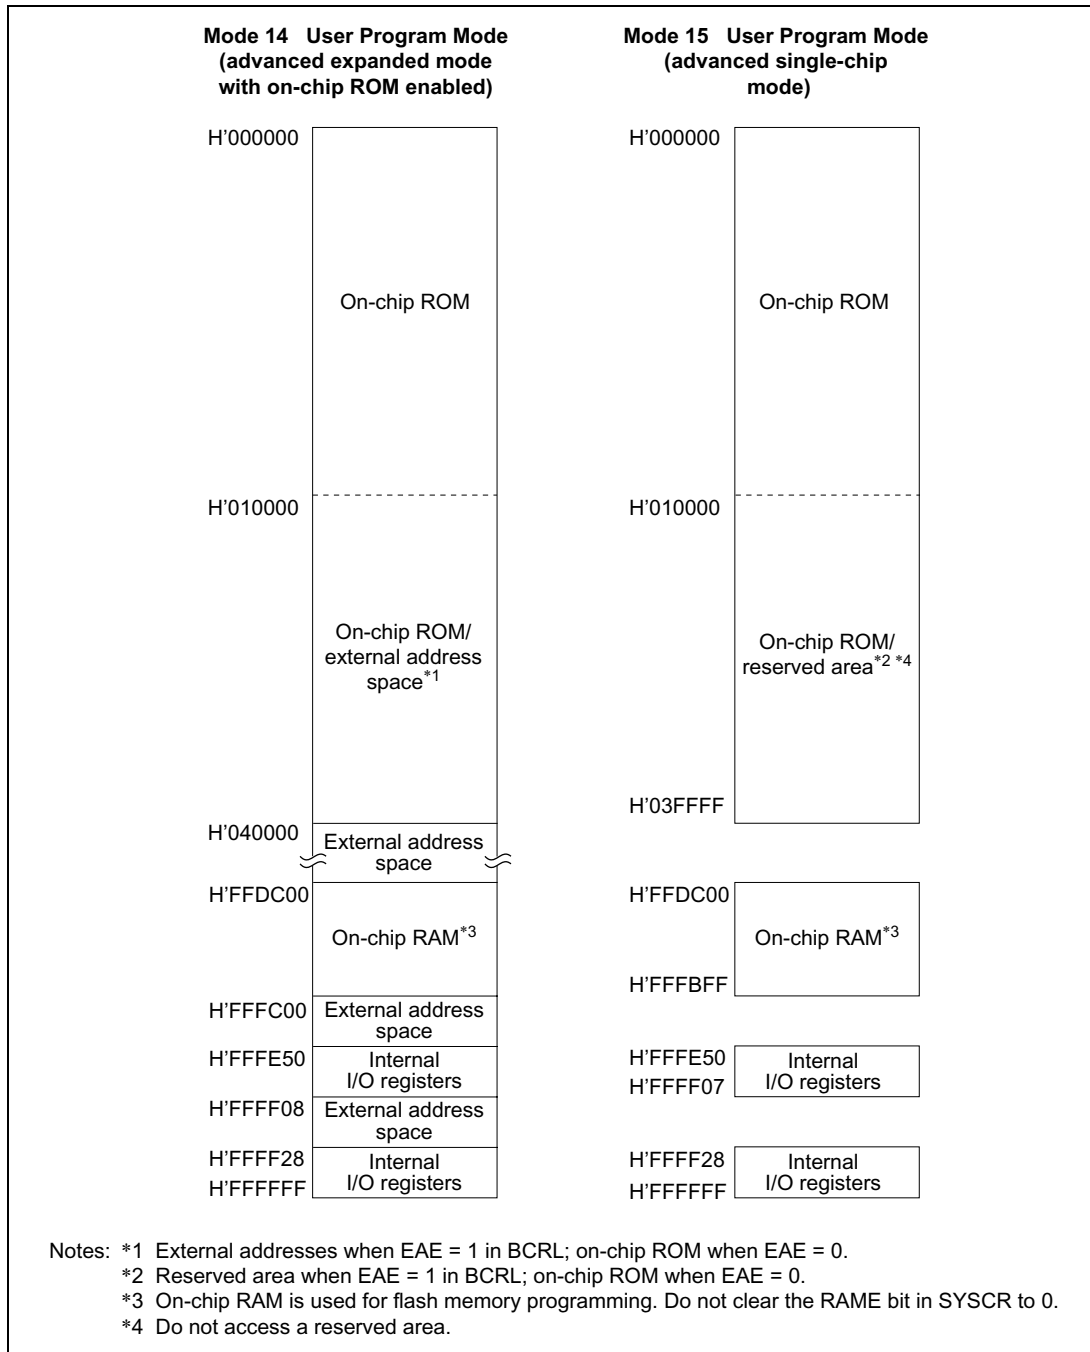 Mode 14   User Program Mode
(advanced expanded mode
with on-chip ROM enabled)
H'000000
On-chip ROM
H'010000
On-chip ROM/
external address
space*1
H'040000
External address
space
H'FFDC00
On-chip RAM*3
H'FFFC00
External address
space
H'FFFE50
Internal
I/O registers
H'FFFF08
External address
space
H'FFFF28
Internal
I/O registers
H'FFFFFF
Mode 15   User Program Mode
(advanced single-chip
mode)
H'000000
On-chip ROM
H'010000
On-chip ROM/
reserved area*2 *4
H'03FFFF
H'FFDC00
On-chip RAM*3
H'FFFBFF
H'FFFE50
Internal
I/O registers
H'FFFF07
H'FFFF28
Internal
I/O registers
H'FFFFFF
Notes: *1 External addresses when EAE = 1 in BCRL; on-chip ROM when EAE = 0.
*2 Reserved area when EAE = 1 in BCRL; on-chip ROM when EAE = 0.
*3 On-chip RAM is used for flash memory programming. Do not clear the RAME bit in SYSCR to 0.
*4 Do not access a reserved area.